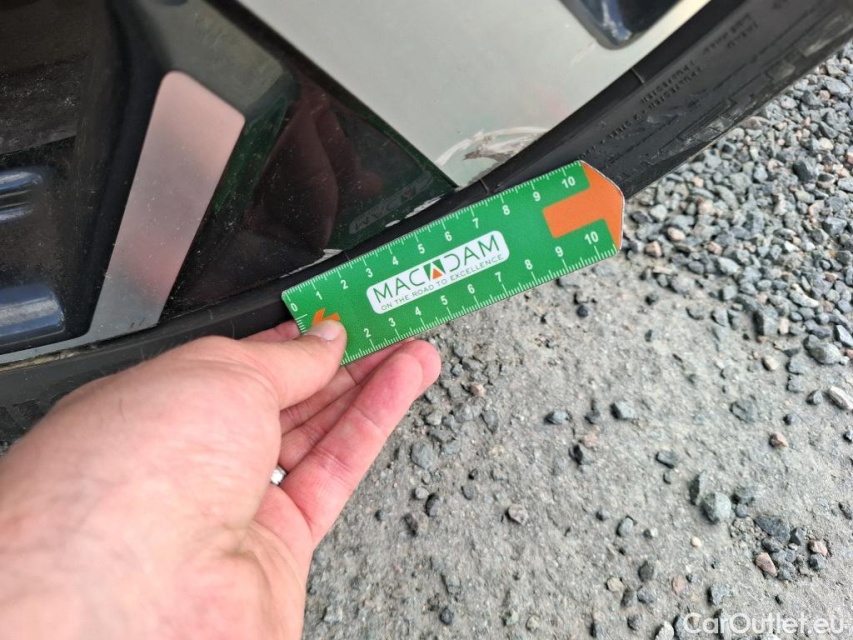 0 1 2 3 4 5 6 7 8 9 10
MACADAM
ON THE ROAD TO EXCELLENCE
2 3 4 5 6 7 8 9 10
CarOutlet.eu